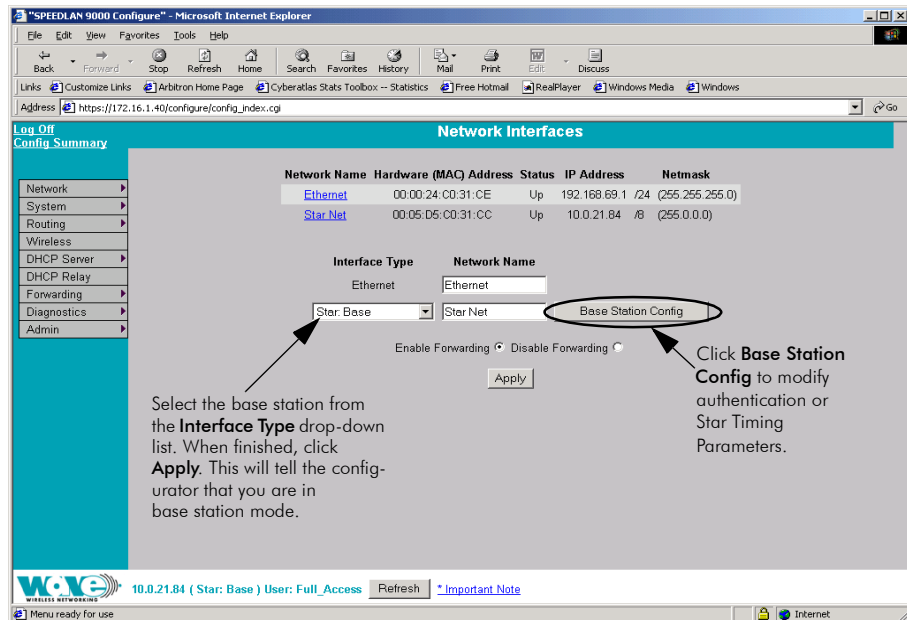 "SPEEDLAN 9000 Configure" - Microsoft Internet Explorer
File Edit View Favorites Tools Help
Back Forward Stop Refresh Home Search Favorites History Mail Print Edit Discuss
Links Customize Links Arbitron Home Page Cyberatlas Stats Toolbox -- Statistics Free Hotmail RealPlayer Windows Media Windows
Address https://172.16.1.40/configure/config_index.cgi Go
Log Off
Config Summary
Network Interfaces
Network
System
Routing
Wireless
DHCP Server
DHCP Relay
Forwarding
Diagnostics
Admin
Network Name Hardware (MAC) Address Status IP Address Netmask
Ethernet 00:00:24:C0:31:CE Up 192.168.69.1 /24 (255.255.255.0)
Star Net 00:05:D5:C0:31:CC Up 10.0.21.84 /8 (255.0.0.0)
Interface Type Network Name
Ethernet Ethernet
Star: Base Star Net Base Station Config
Enable Forwarding Disable Forwarding
Apply
Select the base station from
the Interface Type drop-down
list. When finished, click
Apply. This will tell the config-
urator that you are in
base station mode.
Click Base Station
Config to modify
authentication or
Star Timing
Parameters.
WAVE
WIRELESS NETWORKING
10.0.21.84 ( Star: Base ) User: Full_Access Refresh * Important Note
Menu ready for use Internet